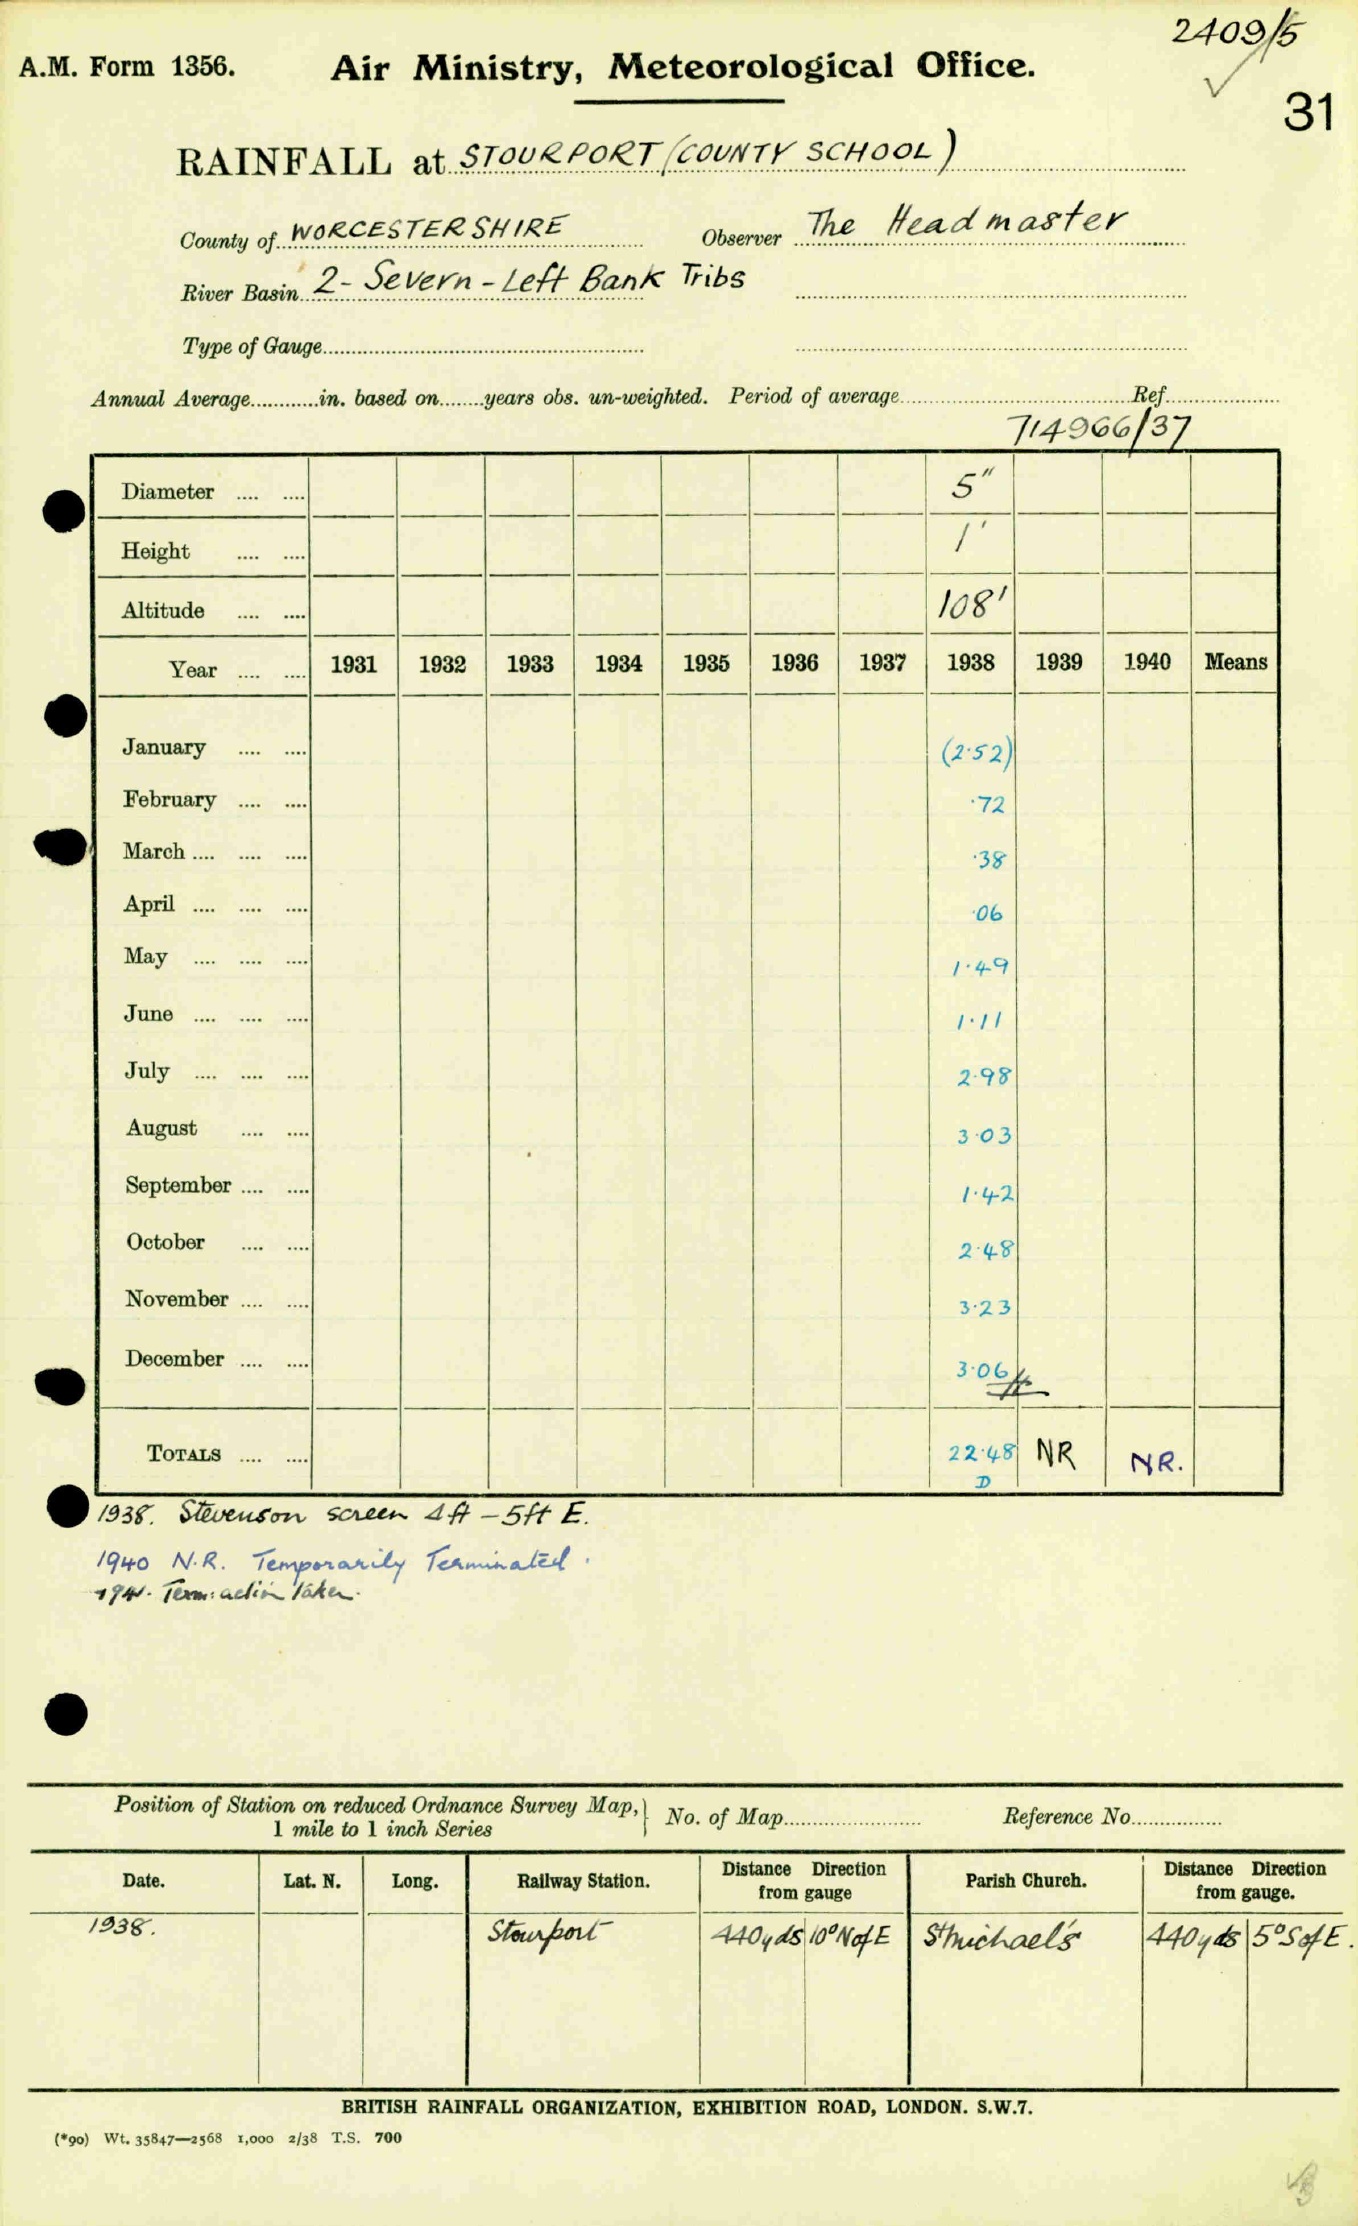 2409/5
A.M. Form 1356. Air Ministry, Meteorological Office.
31
RAINFALL at STOURPORT (COUNTY SCHOOL)
County of WORCESTERSHIRE Observer The Headmaster
River Basin 2 - Severn - Left Bank Tribs
Type of Gauge
Annual Average in. based on years obs. un-weighted. Period of average Ref.
714966/37
Diameter 5"
Height 1'
Altitude 108'
Year 1931 1932 1933 1934 1935 1936 1937 1938 1939 1940 Means
January (2·52)
February ·72
March ·38
April ·06
May 1·49
June 1·11
July 2·98
August 3·03
September 1·42
October 2·48
November 3·23
December 3·06
TOTALS 22·48 NR NR.
D
1938. Stevenson screen 4ft – 5ft E.
1940 N.R. Temporarily Terminated.
1941. Term: action taken.
Position of Station on reduced Ordnance Survey Map, No. of Map Reference No.
1 mile to 1 inch Series
Date. Lat. N. Long. Railway Station. Distance Direction from gauge Parish Church. Distance Direction from gauge.
1938. Stourport 440yds 10° N of E St Michael's 440yds 5° S of E.
BRITISH RAINFALL ORGANIZATION, EXHIBITION ROAD, LONDON. S.W.7.
(*90) Wt. 35847—2568 1,000 2/38 T.S. 700